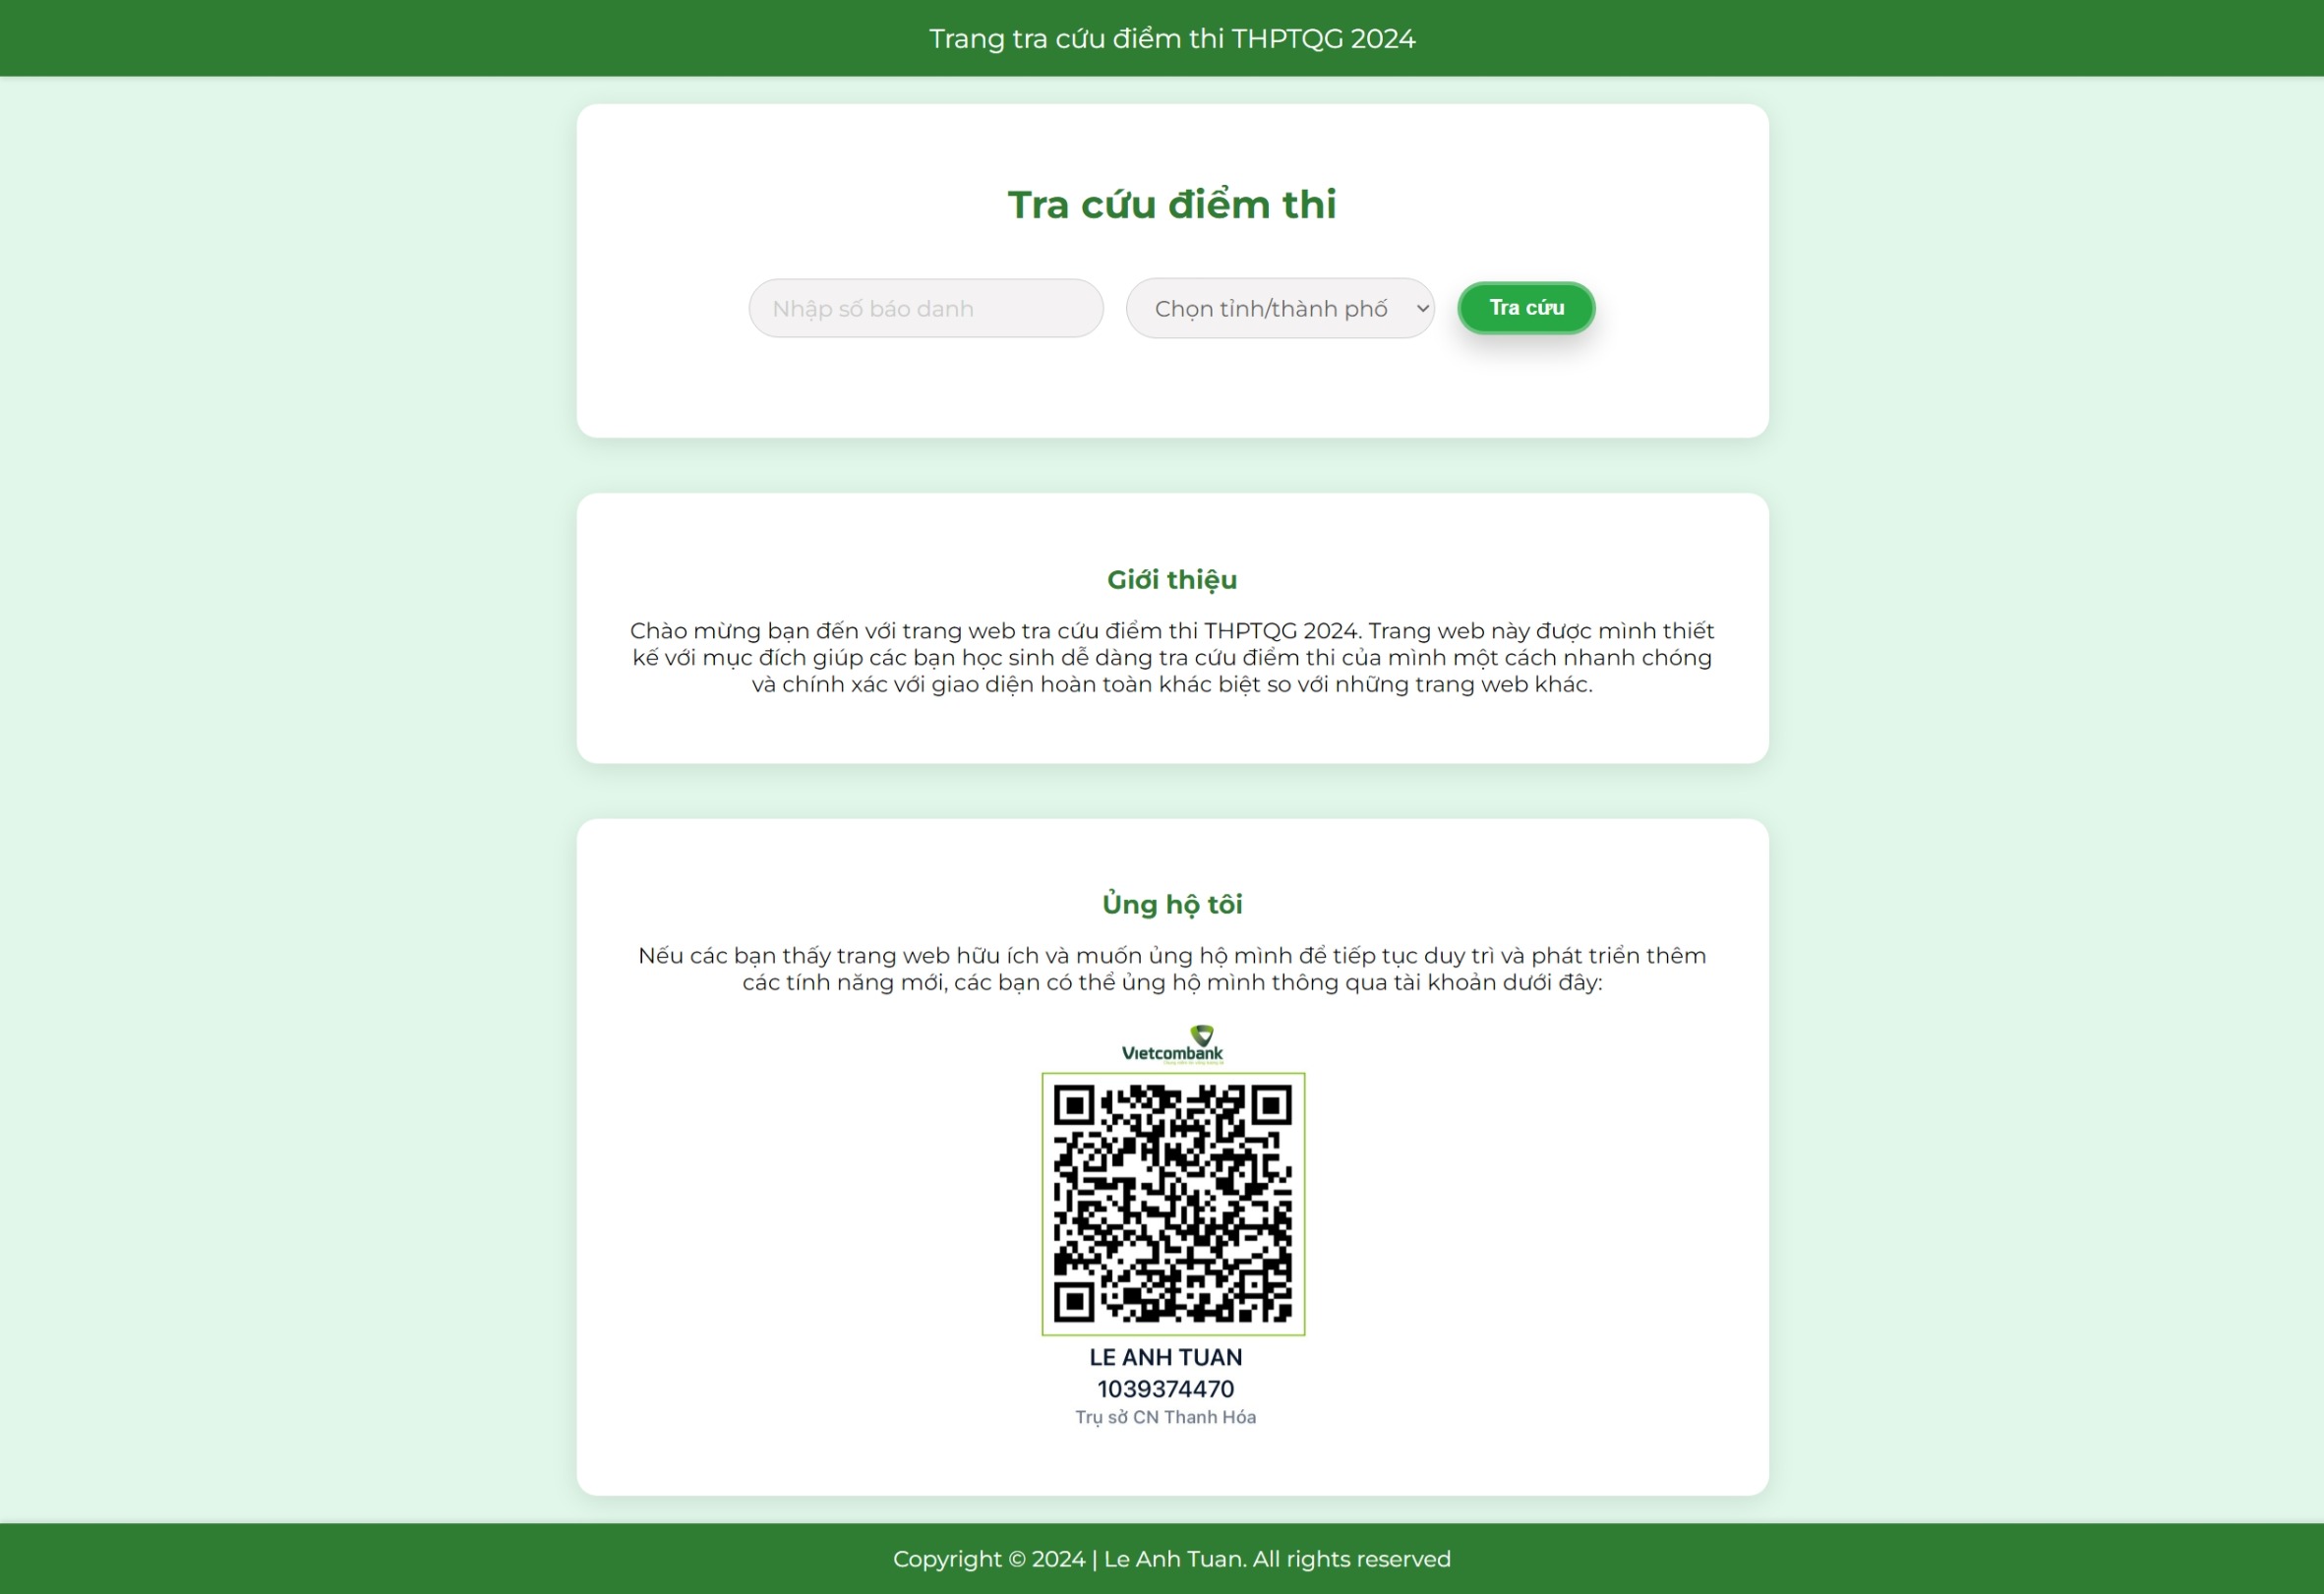 Trang tra cứu điểm thi THPTQG 2024
Tra cứu điểm thi
Nhập số báo danh
Chọn tỉnh/thành phố
Tra cứu
Giới thiệu
Chào mừng bạn đến với trang web tra cứu điểm thi THPTQG 2024. Trang web này được mình thiết
kế với mục đích giúp các bạn học sinh dễ dàng tra cứu điểm thi của mình một cách nhanh chóng
và chính xác với giao diện hoàn toàn khác biệt so với những trang web khác.
Ủng hộ tôi
Nếu các bạn thấy trang web hữu ích và muốn ủng hộ mình để tiếp tục duy trì và phát triển thêm
các tính năng mới, các bạn có thể ủng hộ mình thông qua tài khoản dưới đây:
Vietcombank
LE ANH TUAN
1039374470
Trụ sở CN Thanh Hóa
Copyright © 2024 | Le Anh Tuan. All rights reserved